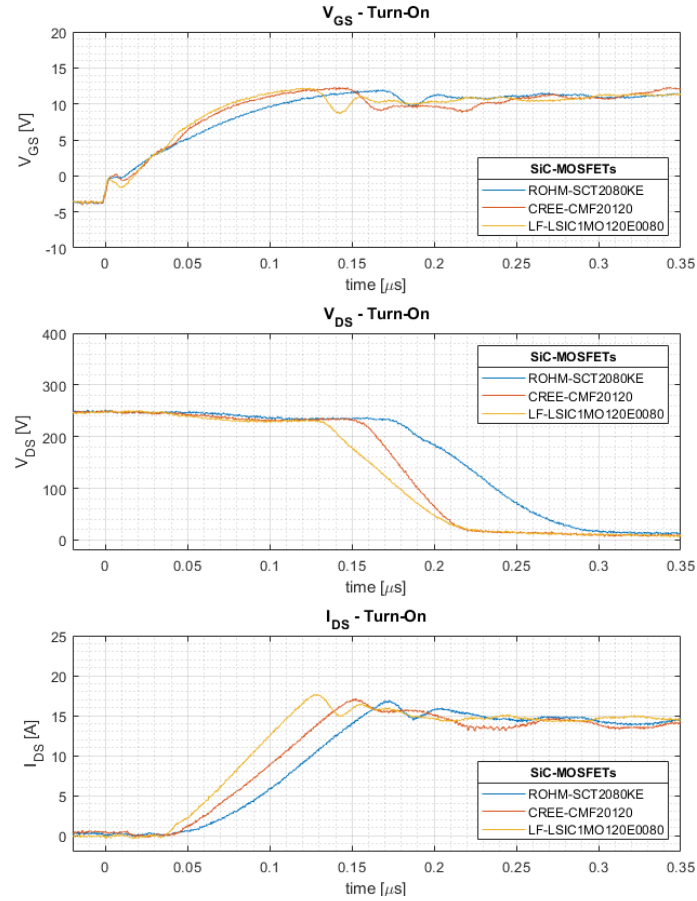 V_GS - Turn-On
20
15
10
5
0
-5
-10
V_GS [V]
SiC-MOSFETs
ROHM-SCT2080KE
CREE-CMF20120
LF-LSIC1MO120E0080
0 0.05 0.1 0.15 0.2 0.25 0.3 0.35
time [μs]
V_DS - Turn-On
400
300
200
100
0
V_DS [V]
SiC-MOSFETs
ROHM-SCT2080KE
CREE-CMF20120
LF-LSIC1MO120E0080
0 0.05 0.1 0.15 0.2 0.25 0.3 0.35
time [μs]
I_DS - Turn-On
25
20
15
10
5
0
I_DS [A]
SiC-MOSFETs
ROHM-SCT2080KE
CREE-CMF20120
LF-LSIC1MO120E0080
0 0.05 0.1 0.15 0.2 0.25 0.3 0.35
time [μs]